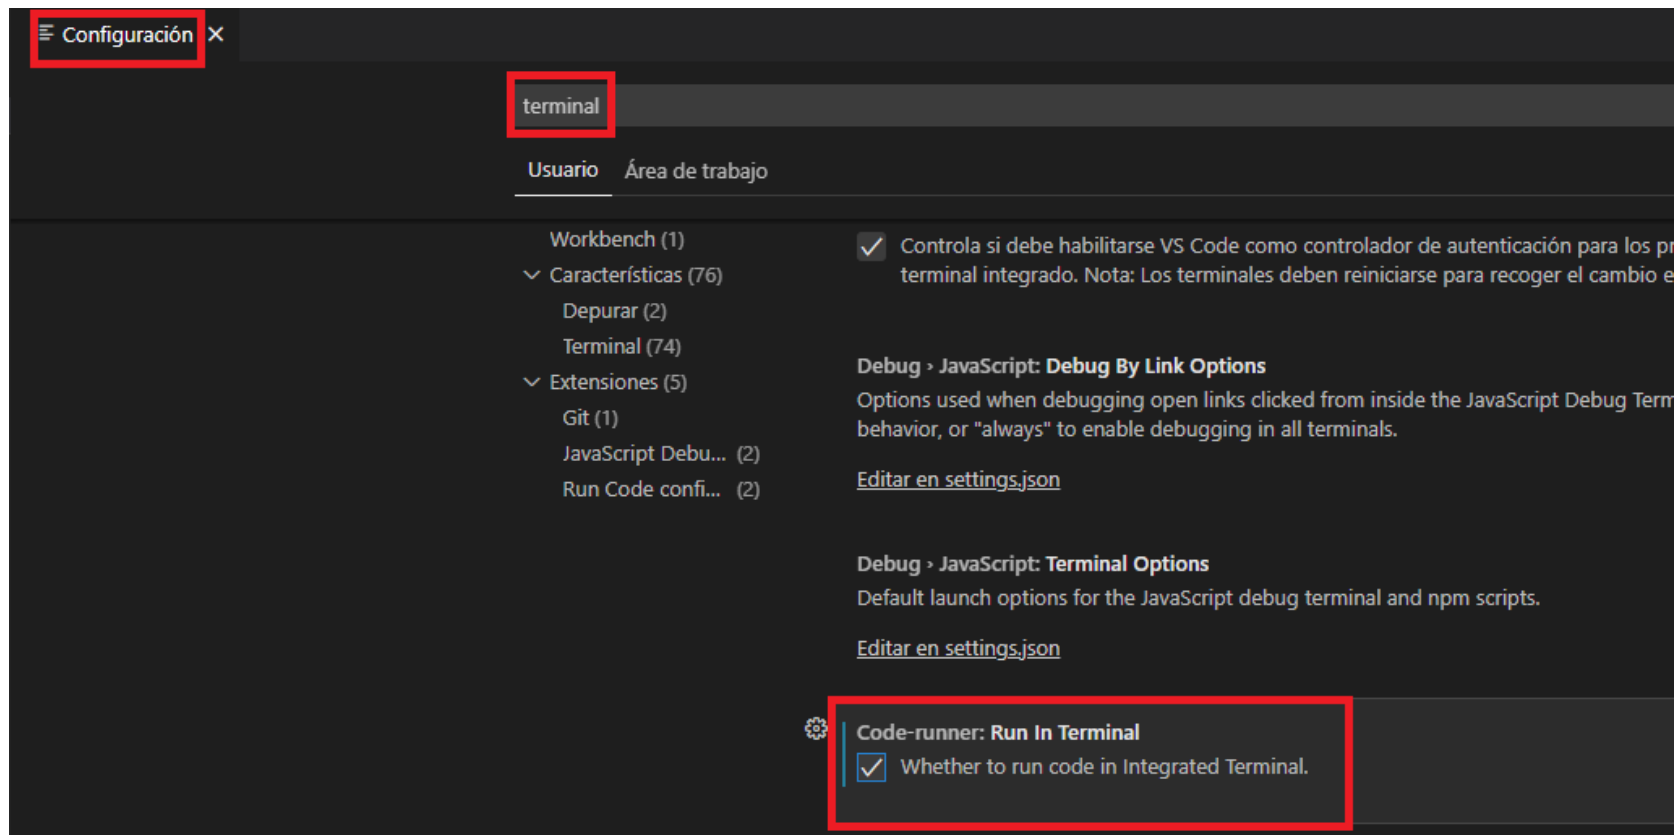 Configuración
terminal
Usuario Área de trabajo
Workbench (1)
Características (76)
Depurar (2)
Terminal (74)
Extensiones (5)
Git (1)
JavaScript Debu... (2)
Run Code confi... (2)
Controla si debe habilitarse VS Code como controlador de autenticación para los pr
terminal integrado. Nota: Los terminales deben reiniciarse para recoger el cambio e
Debug › JavaScript: Debug By Link Options
Options used when debugging open links clicked from inside the JavaScript Debug Term
behavior, or "always" to enable debugging in all terminals.
Editar en settings.json
Debug › JavaScript: Terminal Options
Default launch options for the JavaScript debug terminal and npm scripts.
Editar en settings.json
Code-runner: Run In Terminal
Whether to run code in Integrated Terminal.